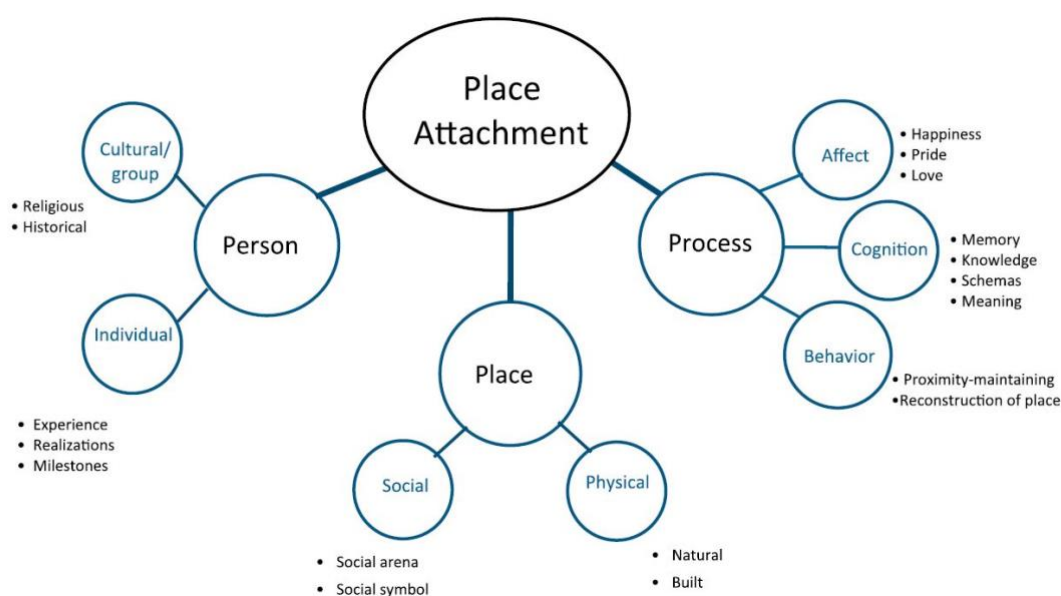 Place
Attachment
Cultural/
group
• Religious
• Historical
Person
Individual
• Experience
• Realizations
• Milestones
Place
Social
• Social arena
• Social symbol
Physical
• Natural
• Built
Process
Affect
• Happiness
• Pride
• Love
Cognition
• Memory
• Knowledge
• Schemas
• Meaning
Behavior
• Proximity-maintaining
•Reconstruction of place